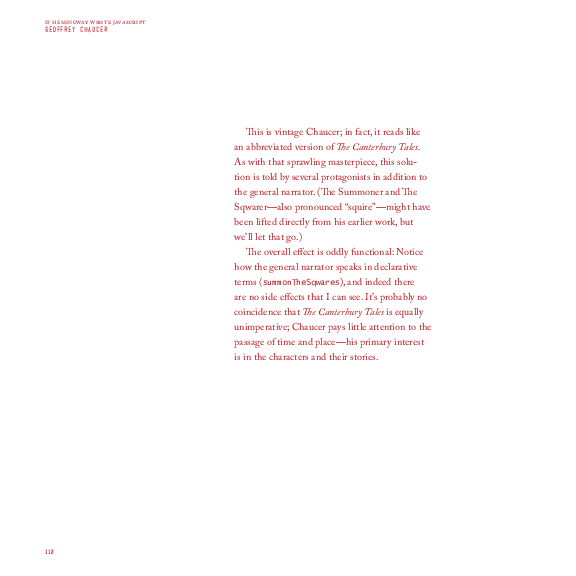 IF HEMINGWAY WROTE JAVASCRIPT
GEOFFREY CHAUCER
This is vintage Chaucer; in fact, it reads like
an abbreviated version of The Canterbury Tales.
As with that sprawling masterpiece, this solu-
tion is told by several protagonists in addition to
the general narrator. (The Summoner and The
Sqwarer—also pronounced “squire”—might have
been lifted directly from his earlier work, but
we’ll let that go.)
The overall effect is oddly functional: Notice
how the general narrator speaks in declarative
terms (summonTheSqwares), and indeed there
are no side effects that I can see. It’s probably no
coincidence that The Canterbury Tales is equally
unimperative; Chaucer pays little attention to the
passage of time and place—his primary interest
is in the characters and their stories.
110